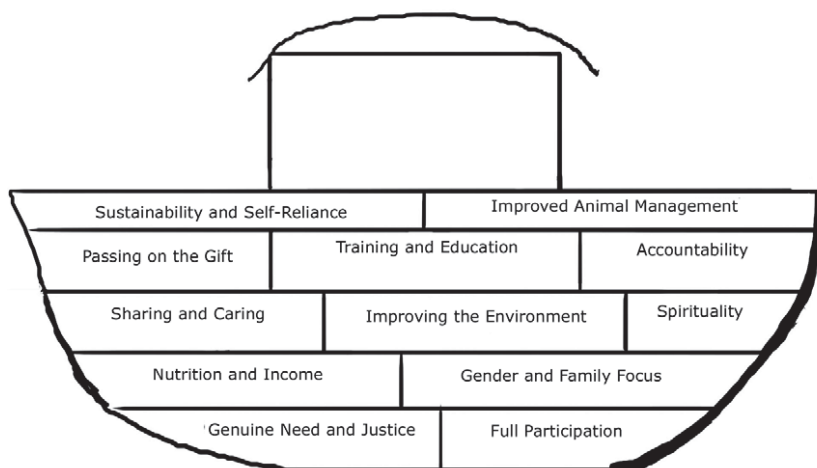 Sustainability and Self-Reliance
Improved Animal Management
Passing on the Gift
Training and Education
Accountability
Sharing and Caring
Improving the Environment
Spirituality
Nutrition and Income
Gender and Family Focus
Genuine Need and Justice
Full Participation